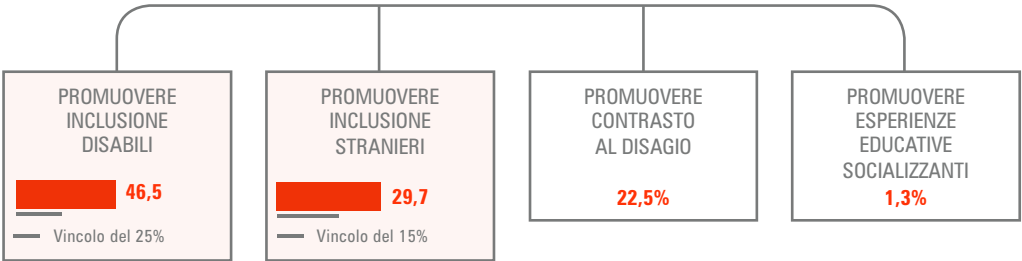 PROMUOVERE
INCLUSIONE
DISABILI
46,5
Vincolo del 25%
PROMUOVERE
INCLUSIONE
STRANIERI
29,7
Vincolo del 15%
PROMUOVERE
CONTRASTO
AL DISAGIO
22,5%
PROMUOVERE
ESPERIENZE
EDUCATIVE
SOCIALIZZANTI
1,3%